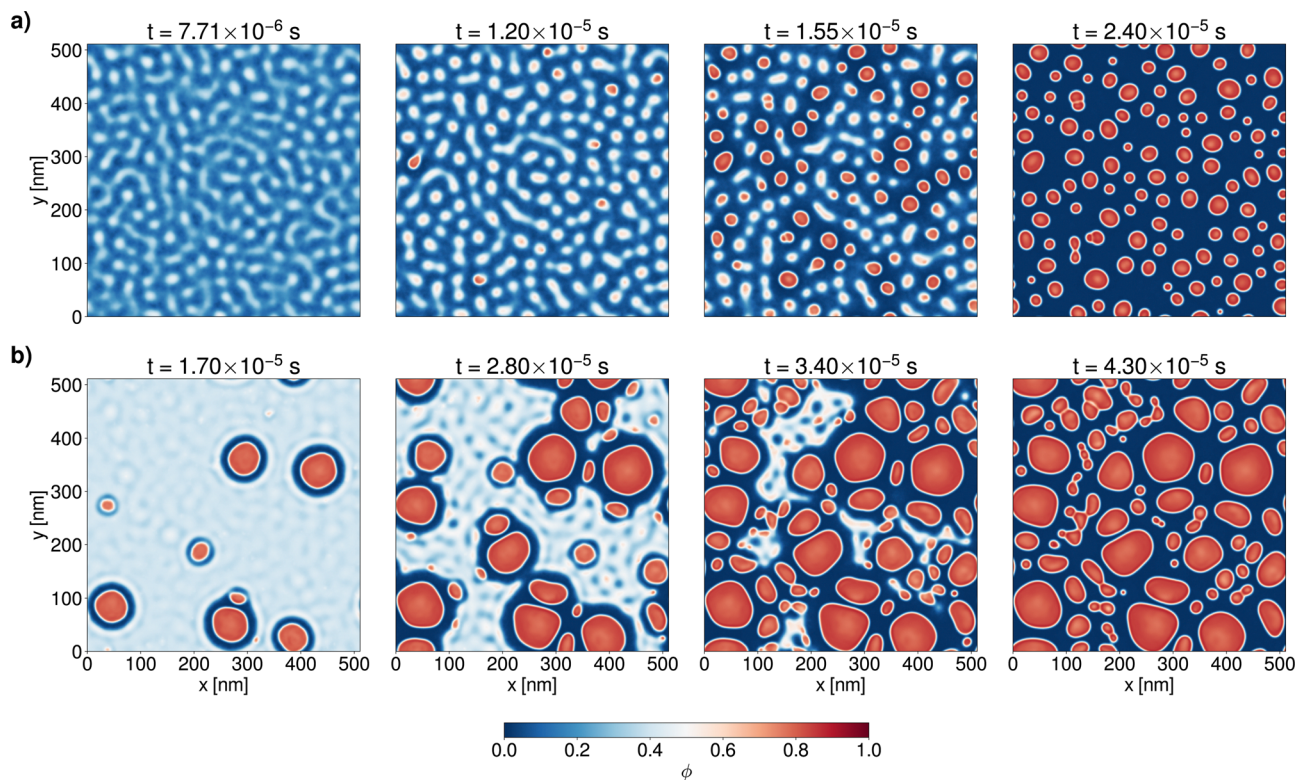 a)
t = 7.71×10⁻⁶ s
t = 1.20×10⁻⁵ s
t = 1.55×10⁻⁵ s
t = 2.40×10⁻⁵ s
500
400
300
200
100
0
y [nm]
b)
t = 1.70×10⁻⁵ s
t = 2.80×10⁻⁵ s
t = 3.40×10⁻⁵ s
t = 4.30×10⁻⁵ s
500
400
300
200
100
0
y [nm]
0 100 200 300 400 500
0 100 200 300 400 500
0 100 200 300 400 500
0 100 200 300 400 500
x [nm]
x [nm]
x [nm]
x [nm]
0.0 0.2 0.4 0.6 0.8 1.0
ϕ